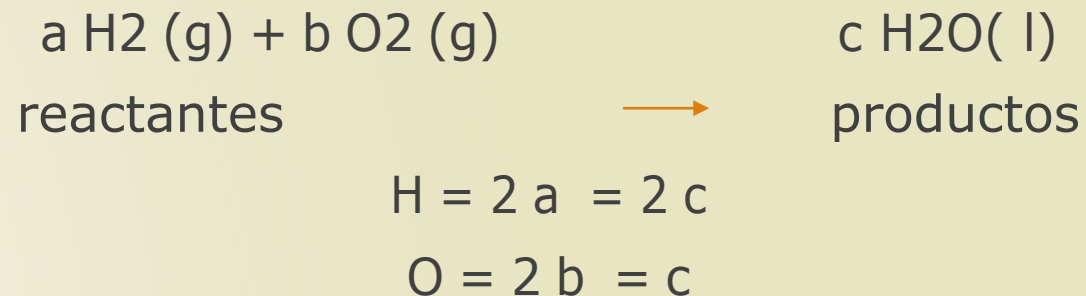 a H2 (g) + b O2 (g) c H2O( l)
reactantes productos
H = 2 a = 2 c
O = 2 b = c